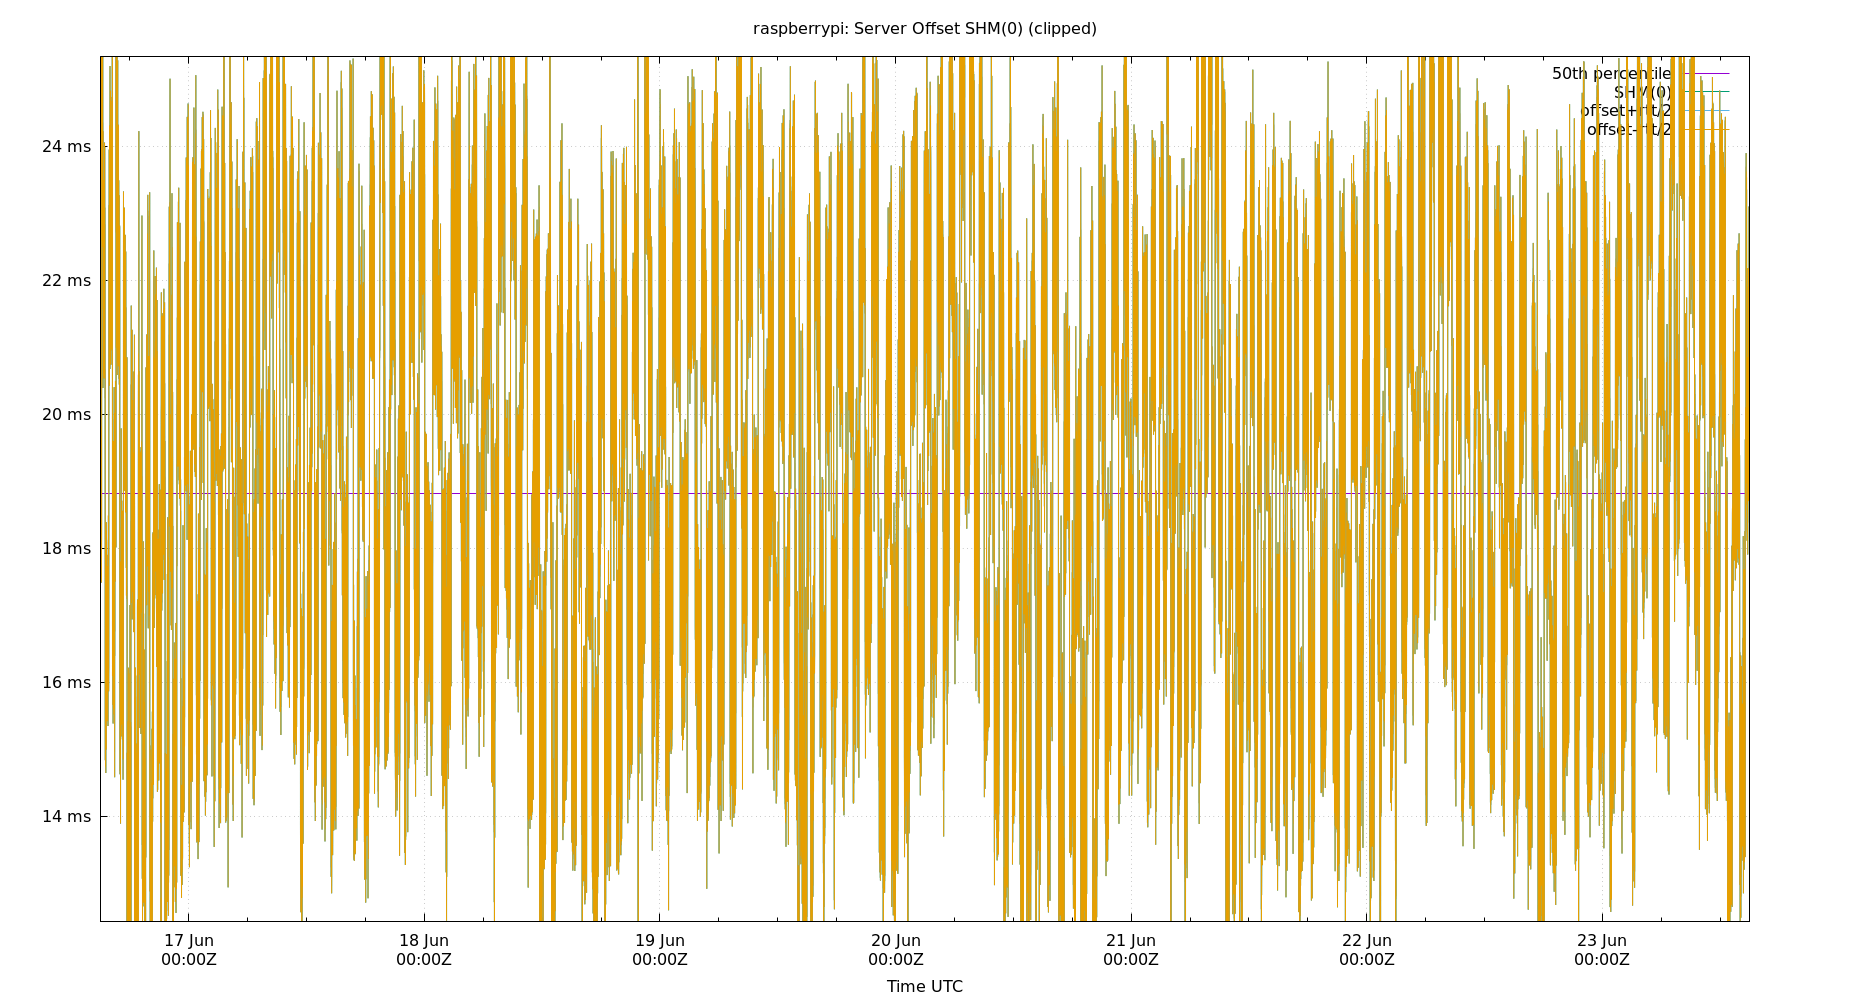 raspberrypi: Server Offset SHM(0) (clipped)
50th percentile
SHM(0)
offset+rtt/2
offset-rtt/2
24 ms
22 ms
20 ms
18 ms
16 ms
14 ms
17 Jun 18 Jun 19 Jun 20 Jun 21 Jun 22 Jun 23 Jun
00:00Z 00:00Z 00:00Z 00:00Z 00:00Z 00:00Z 00:00Z
Time UTC